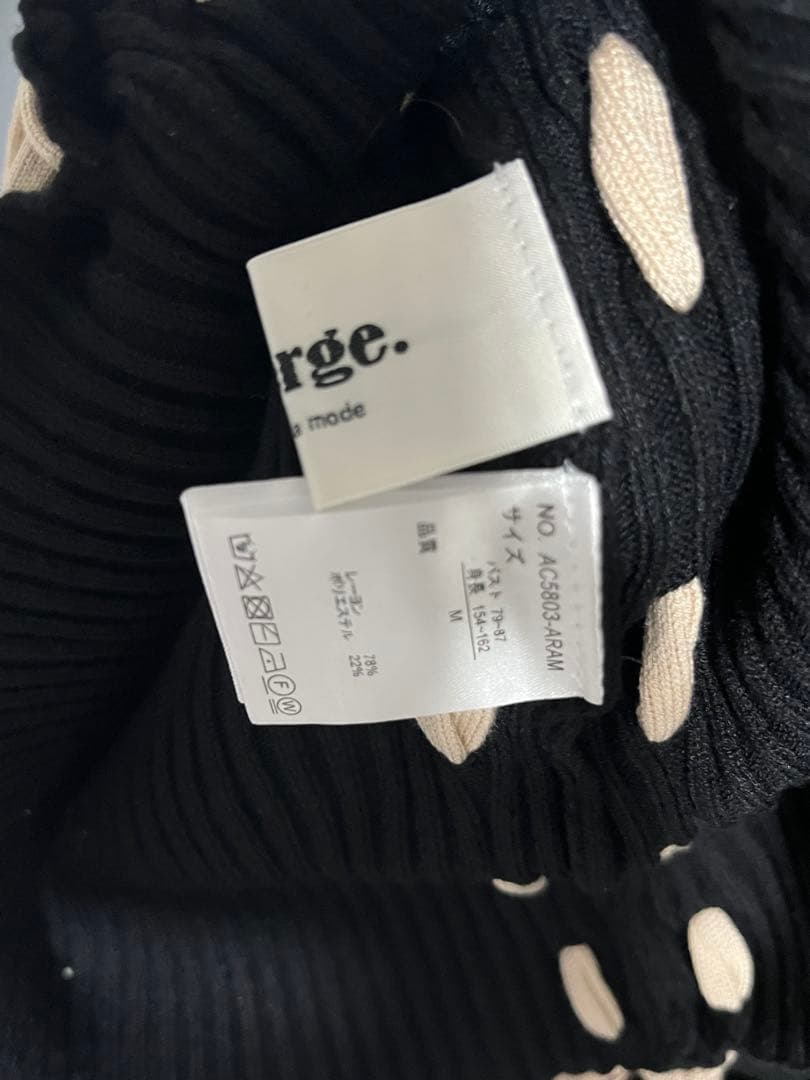 rge.
a mode
NO. AC5803-ARAM
サイズ
バスト 79~87
身長 154~162
M
品質
レーヨン 78%
ポリエステル 22%
F W